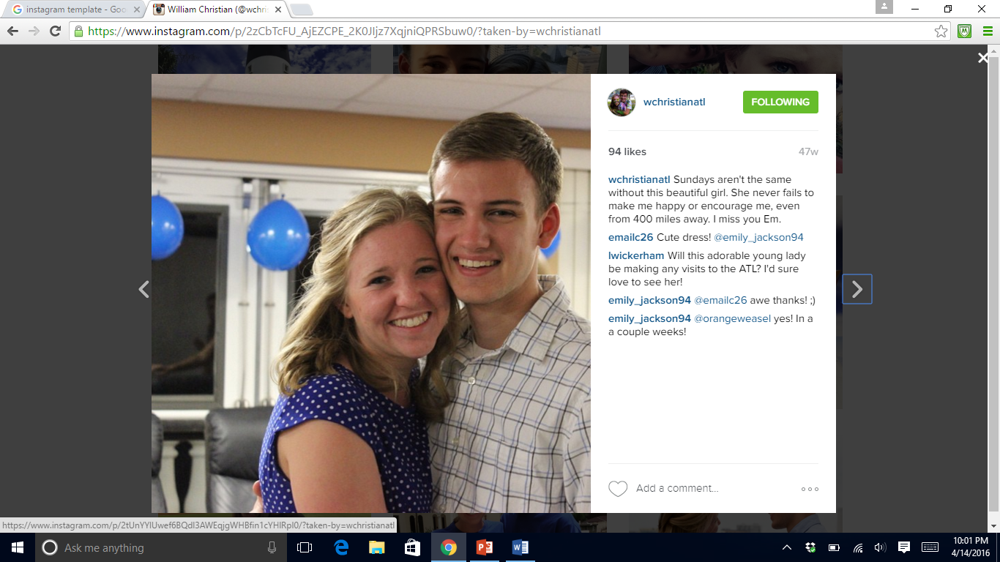 instagram template - Goo
William Christian (@wchris
https://www.instagram.com/p/2zCbTcFU_AjEZCPE_2K0JIjz7XqjniQPRSbuw0/?taken-by=wchristianatl
wchristianatl
FOLLOWING
94 likes
47w
wchristianatl Sundays aren't the same
without this beautiful girl. She never fails to
make me happy or encourage me, even
from 400 miles away. I miss you Em.
emailc26 Cute dress! @emily_jackson94
lwickerham Will this adorable young lady
be making any visits to the ATL? I'd sure
love to see her!
emily_jackson94 @emailc26 awe thanks! ;)
emily_jackson94 @orangeweasel yes! In a
a couple weeks!
Add a comment...
https://www.instagram.com/p/2tUnYYlUwef6BQdl3AWEqjgWHBfin1cYHlRpI0/?taken-by=wchristianatl
Ask me anything
10:01 PM
4/14/2016